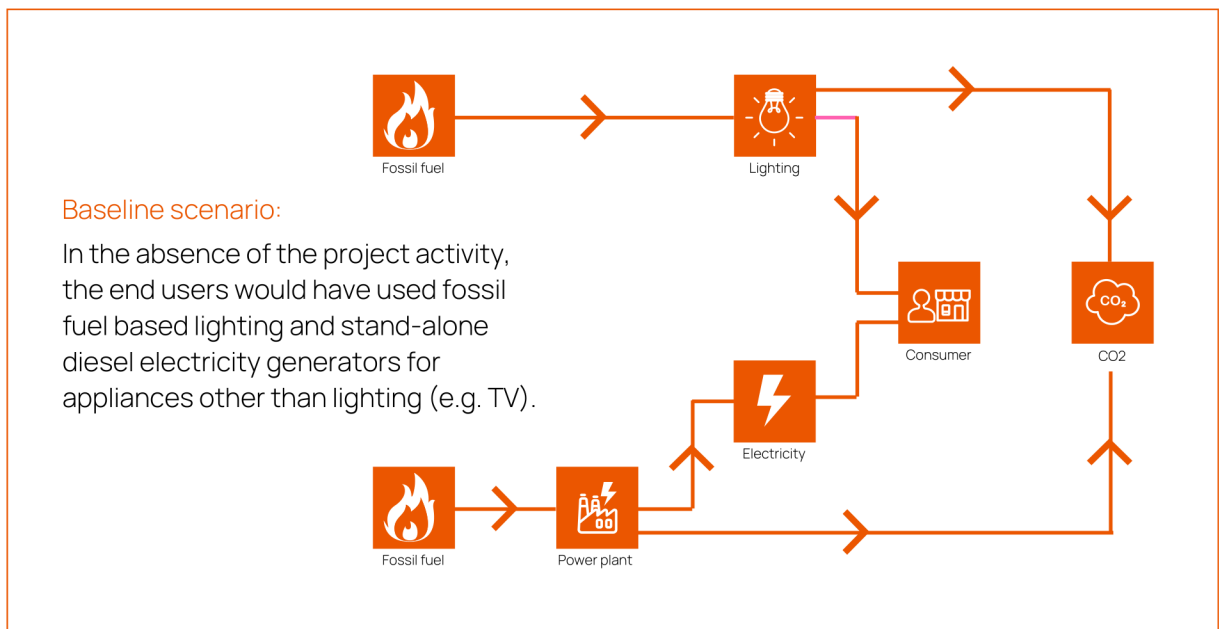 Fossil fuel
Lighting
Baseline scenario:
In the absence of the project activity,
the end users would have used fossil
fuel based lighting and stand-alone
diesel electricity generators for
appliances other than lighting (e.g. TV).
CO₂
Consumer
CO2
Electricity
Fossil fuel
Power plant